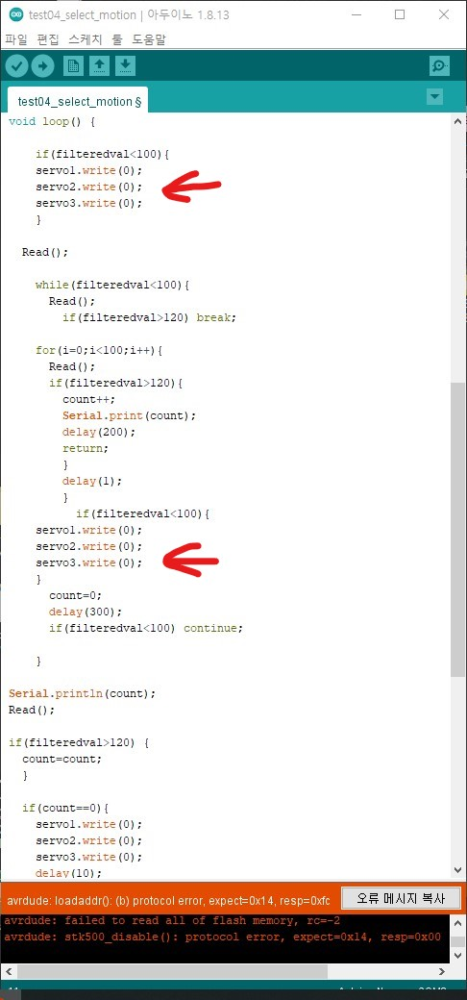 test04_select_motion | 아두이노 1.8.13
파일 편집 스케치 툴 도움말
test04_select_motion §
void loop() {
if(filteredval<100){
servo1.write(0);
servo2.write(0);
servo3.write(0);
}
Read();
while(filteredval<100){
Read();
if(filteredval>120) break;
for(i=0;i<100;i++){
Read();
if(filteredval>120){
count++;
Serial.print(count);
delay(200);
return;
}
delay(1);
}
if(filteredval<100){
servo1.write(0);
servo2.write(0);
servo3.write(0);
}
count=0;
delay(300);
if(filteredval<100) continue;
}
Serial.println(count);
Read();
if(filteredval>120) {
count=count;
}
if(count==0){
servo1.write(0);
servo2.write(0);
servo3.write(0);
delay(10);
avrdude: loadaddr(): (b) protocol error, expect=0x14, resp=0xfc
오류 메시지 복사
avrdude: failed to read all of flash memory, rc=-2
avrdude: stk500_disable(): protocol error, expect=0x14, resp=0x00